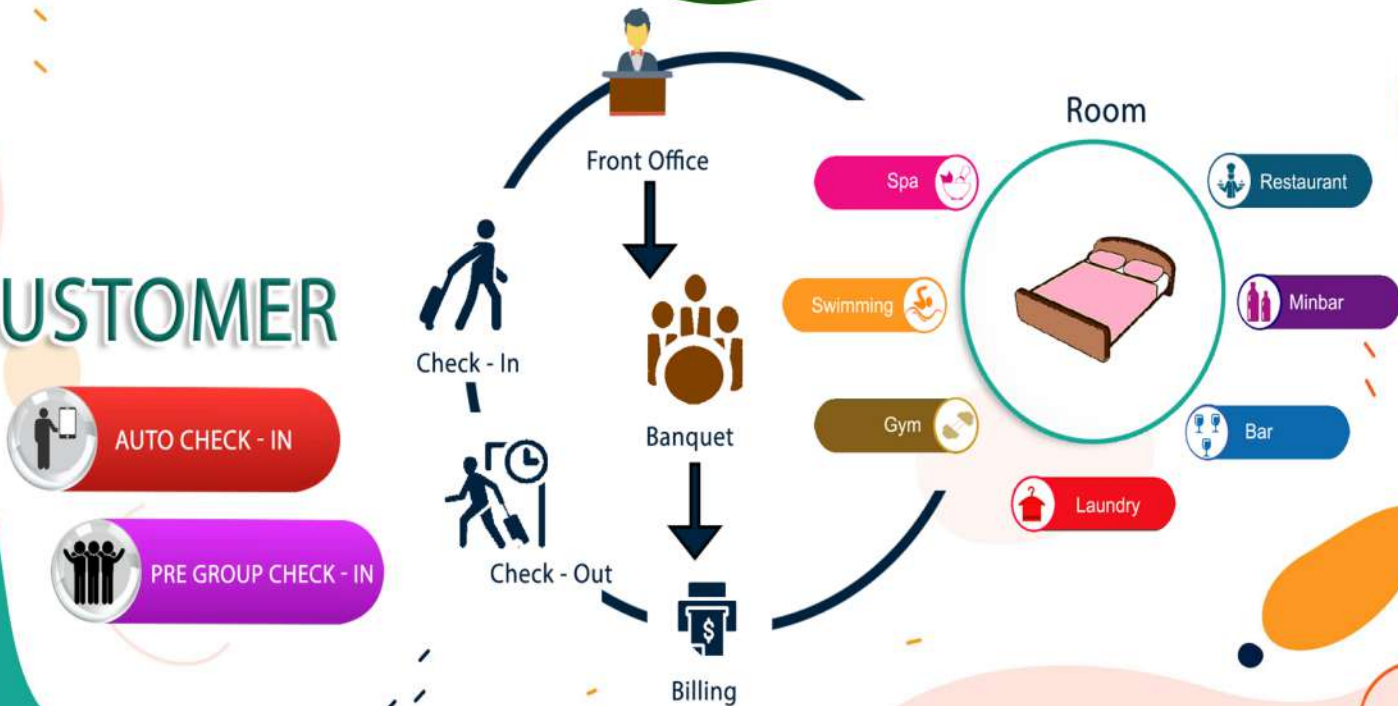 USTOMER
AUTO CHECK - IN
PRE GROUP CHECK - IN
Front Office
Check - In
Banquet
Check - Out
$
Billing
Room
Spa
Restaurant
Swimming
Minbar
Gym
Bar
Laundry